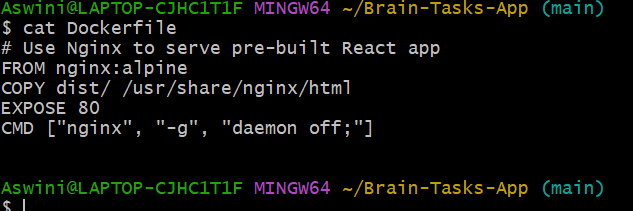 Aswini@LAPTOP-CJHC1T1F MINGW64 ~/Brain-Tasks-App (main)
$ cat Dockerfile
# Use Nginx to serve pre-built React app
FROM nginx:alpine
COPY dist/ /usr/share/nginx/html
EXPOSE 80
CMD ["nginx", "-g", "daemon off;"]
Aswini@LAPTOP-CJHC1T1F MINGW64 ~/Brain-Tasks-App (main)
$